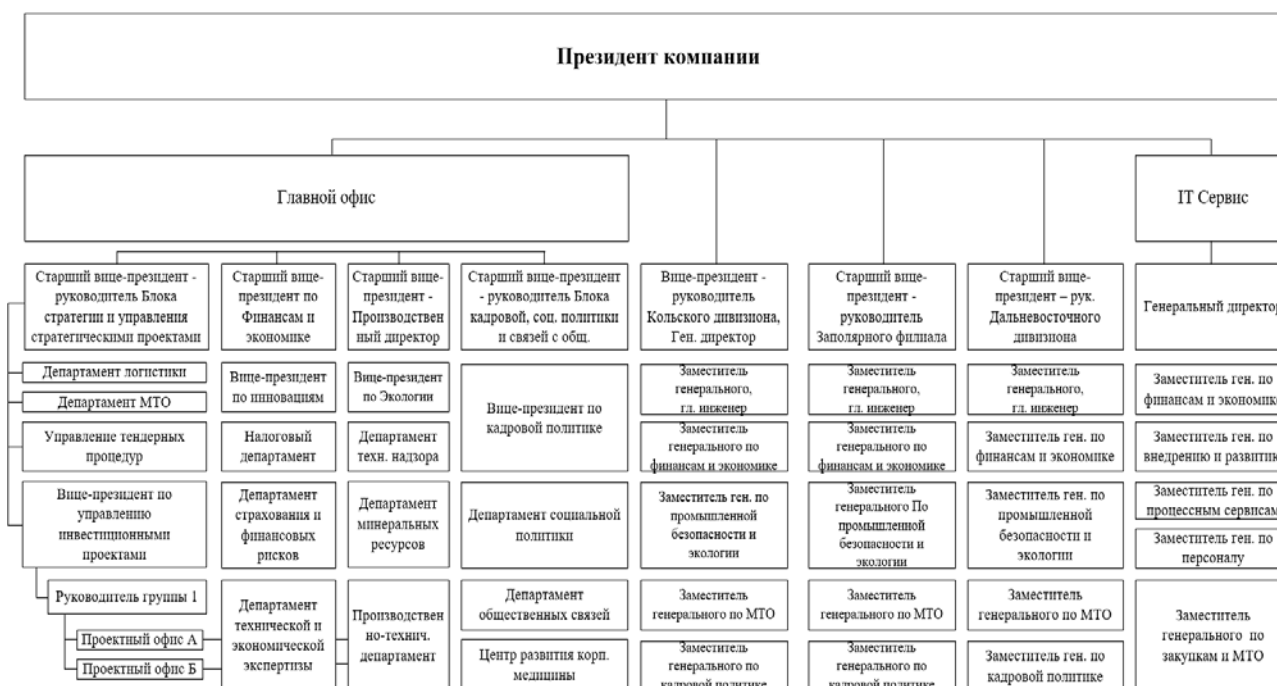 Президент компании
Главной офис
IT Сервис
Старший вице-президент -
руководитель Блока
стратегии и управления
стратегическими проектами
Старший вице-
президент по
Финансам и
экономике
Старший вице-
президент -
Производствен
ный директор
Старший вице-президент
- руководитель Блока
кадровой, соц. политики
и связей с общ.
Вице-президент -
руководитель
Кольского дивизиона,
Ген. директор
Старший вице-
президент -
руководитель
Заполярного филиала
Старший вице-
президент – рук.
Дальневосточного
дивизиона
Генеральный директор
Департамент логистики
Департамент МТО
Управление тендерных
процедур
Вице-президент по
управлению
инвестиционными
проектами
Руководитель группы 1
Проектный офис А
Проектный офис Б
Вице-президент
по инновациям
Налоговый
департамент
Департамент
страхования и
финансовых
рисков
Департамент
технической и
экономической
экспертизы
Вице-президент
по Экологии
Департамент
техн. надзора
Департамент
минеральных
ресурсов
Производствен
но-технич.
департамент
Вице-президент по
кадровой политике
Департамент социальной
политики
Департамент
общественных связей
Центр развития корп.
медицины
Заместитель
генерального,
гл. инженер
Заместитель
генерального по
финансам и экономике
Заместитель ген. по
промышленной
безопасности и
экологии
Заместитель
генерального по МТО
Заместитель
генерального по
кадровой политике
Заместитель
генерального,
гл. инженер
Заместитель
генерального по
финансам и экономике
Заместитель
генерального По
промышленной
безопасности и
экологии
Заместитель
генерального по МТО
Заместитель
генерального по
кадровой политике
Заместитель
генерального,
гл. инженер
Заместитель ген. по
финансам и экономике
Заместитель ген. по
промышленной
безопасности и
экологии
Заместитель
генерального по МТО
Заместитель ген. по
кадровой политике
Заместитель ген. по
финансам и экономике
Заместитель ген. по
внедрению и развитию
Заместитель ген. по
процессным сервисам
Заместитель ген. по
персоналу
Заместитель
генерального по
закупкам и МТО